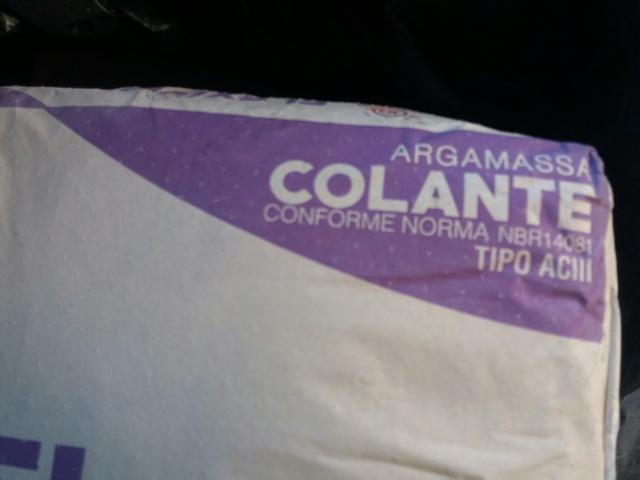 ARGAMASSA
COLANTE
CONFORME NORMA NBR14081
TIPO ACIII